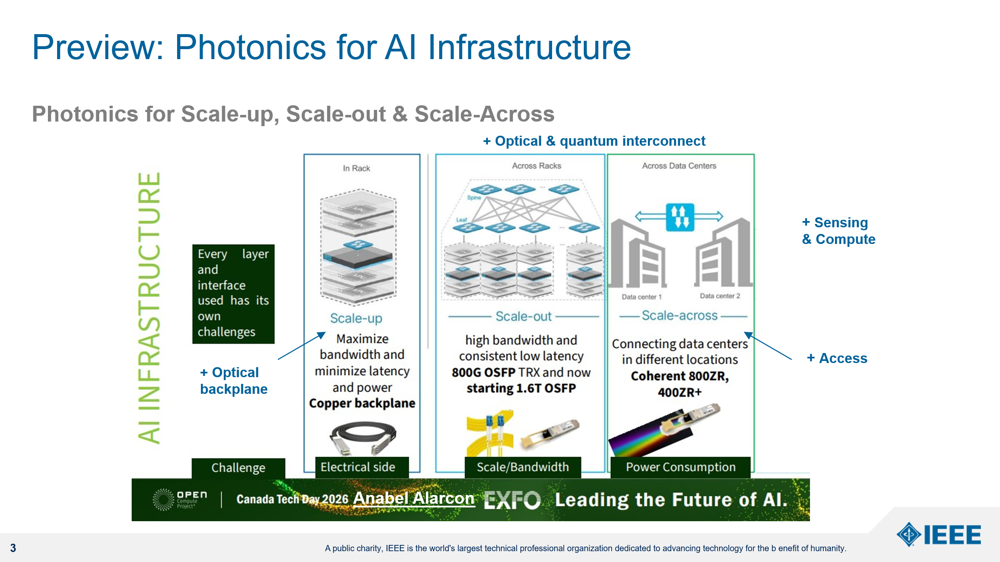 Preview: Photonics for AI Infrastructure
Photonics for Scale-up, Scale-out & Scale-Across
+ Optical & quantum interconnect
AI INFRASTRUCTURE
Every layer
and
interface
used has its
own
challenges
+ Optical
backplane
Challenge
In Rack
XPU
XPU
XPU
XPU
Scale-up
Maximize
bandwidth and
minimize latency
and power
Copper backplane
Electrical side
Across Racks
Spine
...
Leaf
...
...
Scale-out
high bandwidth and
consistent low latency
800G OSFP TRX and now
starting 1.6T OSFP
Scale/Bandwidth
Across Data Centers
Data center 1
Data center 2
Scale-across
Connecting data centers
in different locations
Coherent 800ZR,
400ZR+
Power Consumption
+ Sensing
& Compute
+ Access
OPEN
Compute
Project®
Canada Tech Day 2026
Anabel Alarcon
EXFO
Leading the Future of AI.
3
A public charity, IEEE is the world's largest technical professional organization dedicated to advancing technology for the b enefit of humanity.
IEEE